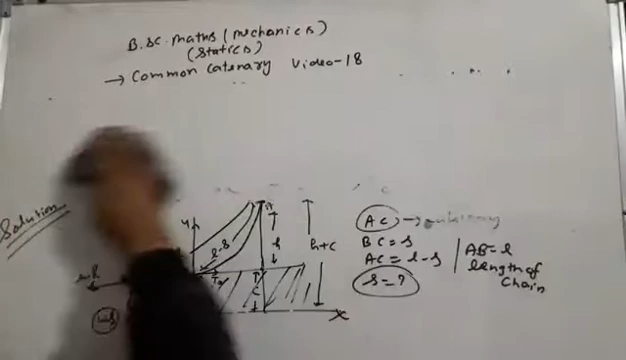 B.sc. maths (mechanics)
(statics)
→ Common Catenary Video-18
Solution
y
l-s
h
h+c
c
x
AC →
BC = s
AC = l-s
s = ?
AB = l
length of
chain